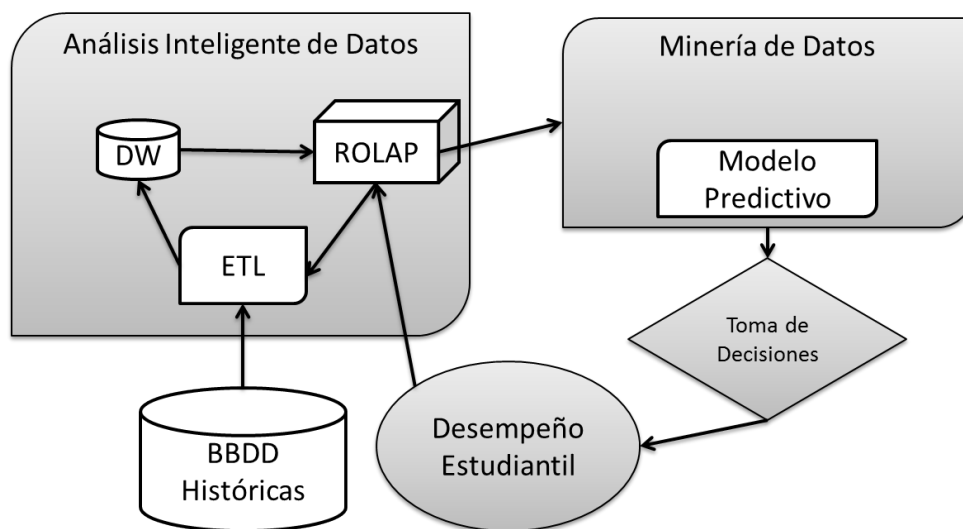 Análisis Inteligente de Datos
Minería de Datos
DW
ROLAP
Modelo
Predictivo
ETL
Toma de
Decisiones
Desempeño
Estudiantil
BBDD
Históricas